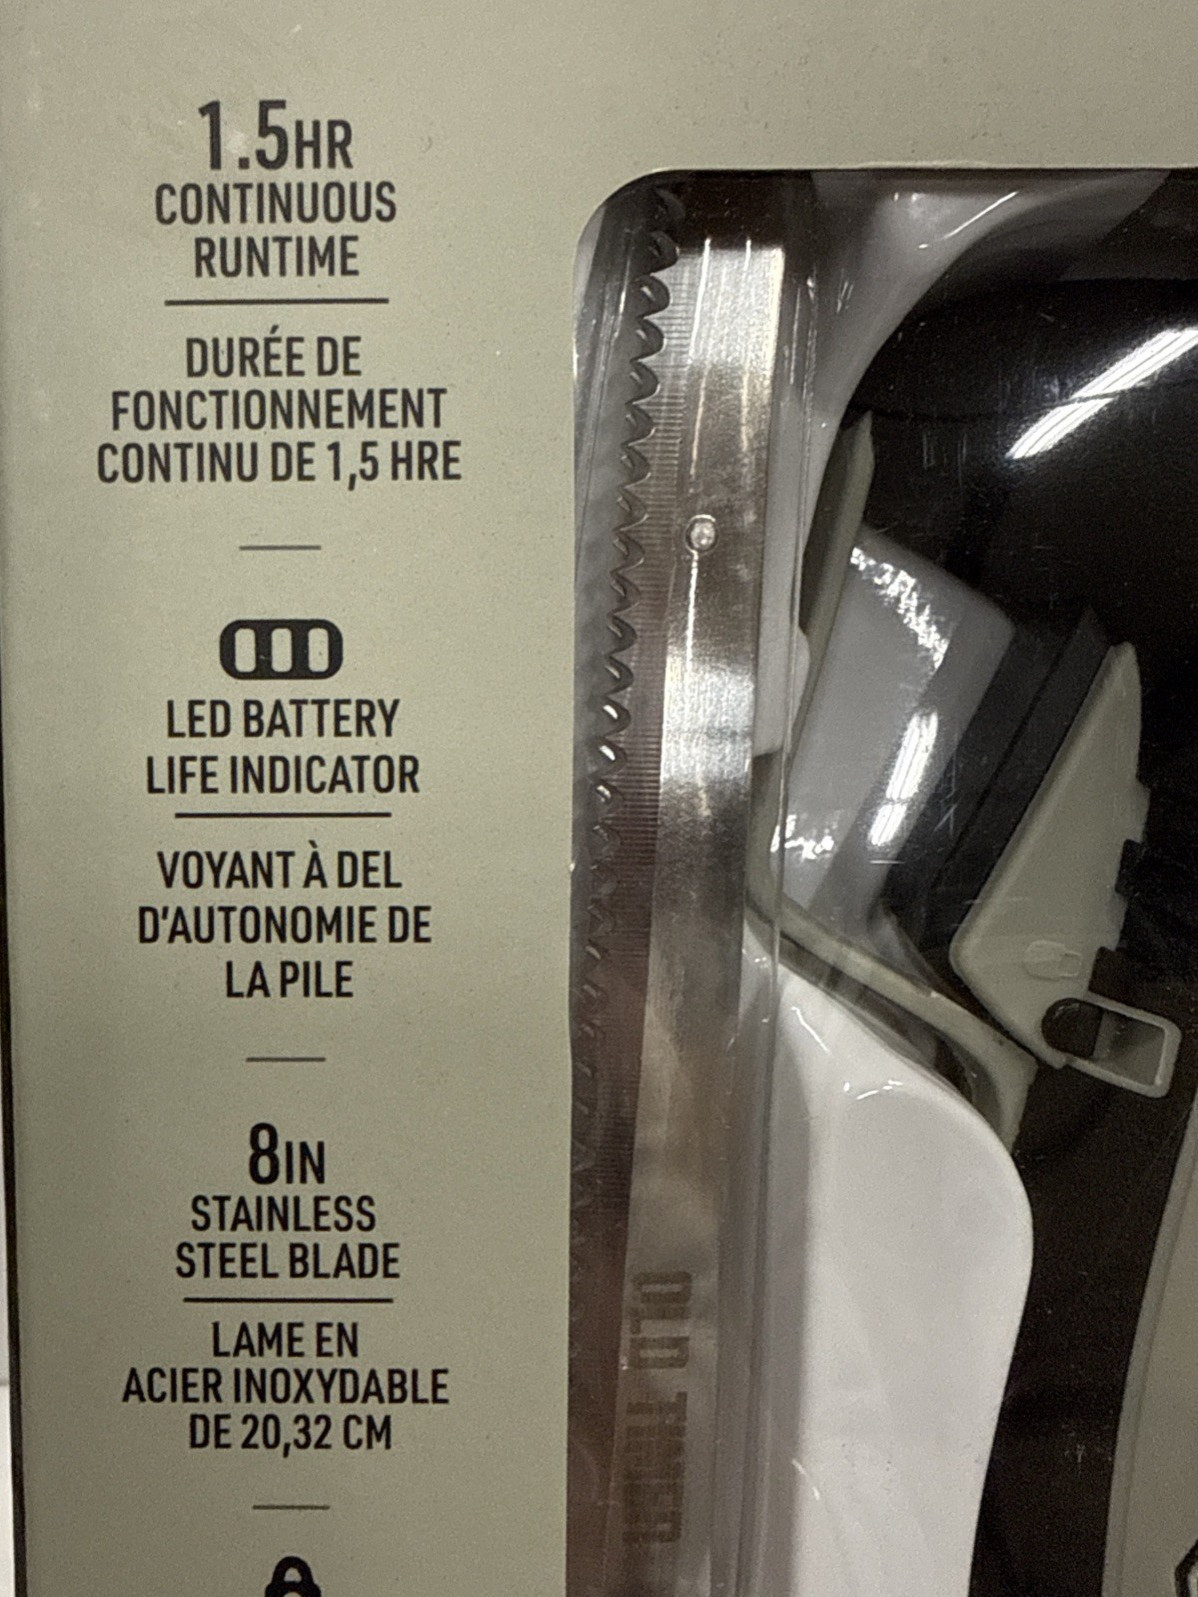 1.5HR
CONTINUOUS
RUNTIME
DURÉE DE
FONCTIONNEMENT
CONTINU DE 1,5 HRE
LED BATTERY
LIFE INDICATOR
VOYANT À DEL
D'AUTONOMIE DE
LA PILE
8IN
STAINLESS
STEEL BLADE
LAME EN
ACIER INOXYDABLE
DE 20,32 CM
OLD TIMER